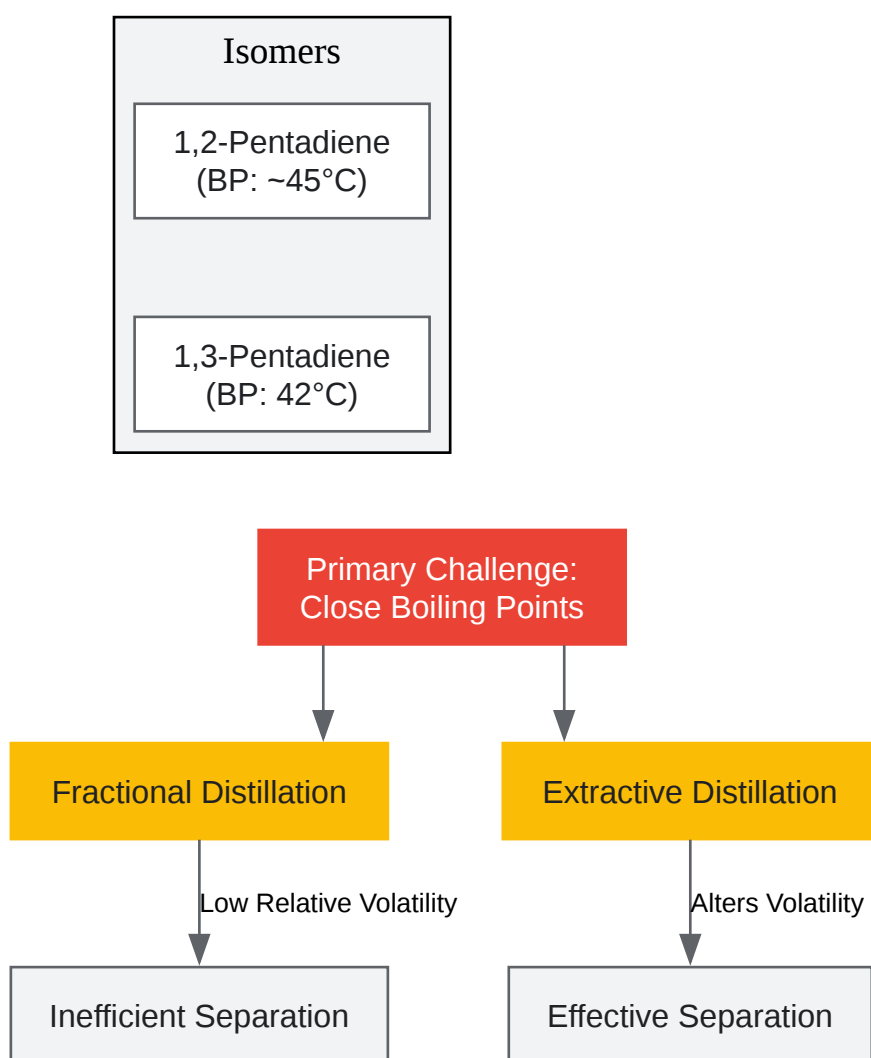 Isomers
1,2-Pentadiene
(BP: ~45°C)
1,3-Pentadiene
(BP: 42°C)
Primary Challenge:
Close Boiling Points
Fractional Distillation
Extractive Distillation
Low Relative Volatility
Alters Volatility
Inefficient Separation
Effective Separation